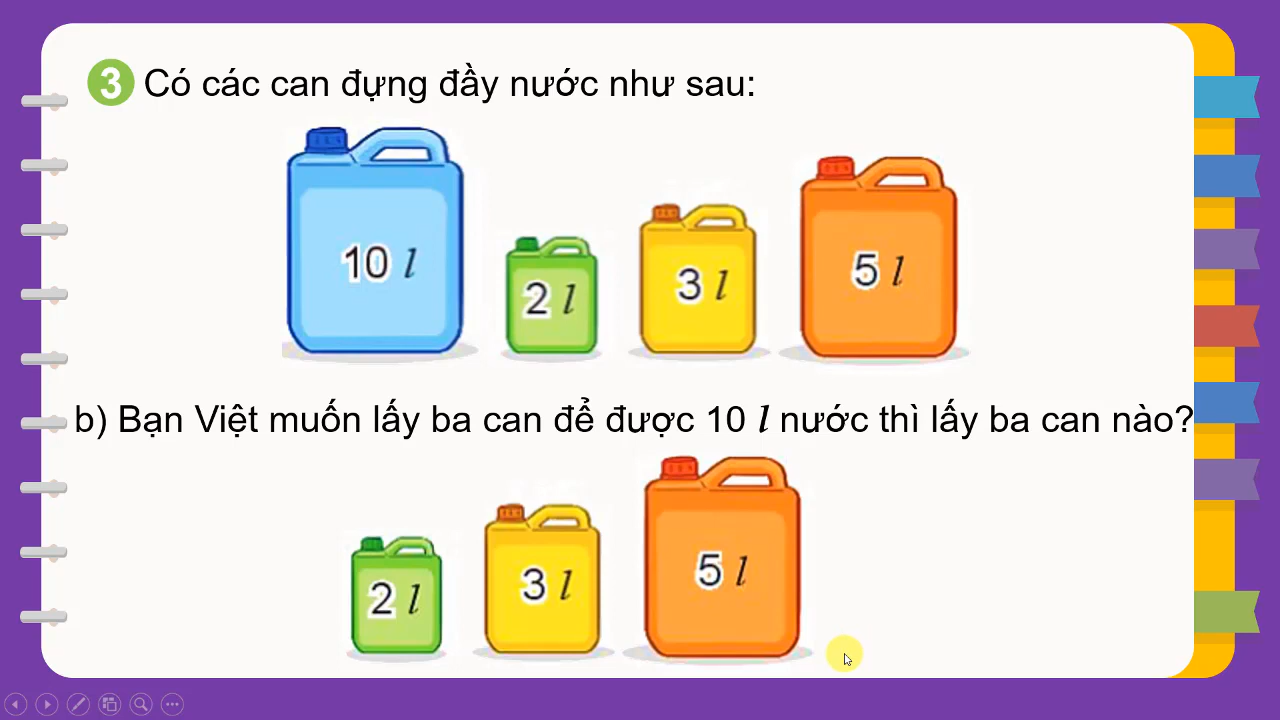 3 Có các can đựng đầy nước như sau:
10 l 2 l 3 l 5 l
b) Bạn Việt muốn lấy ba can để được 10 l nước thì lấy ba can nào?
2 l 3 l 5 l